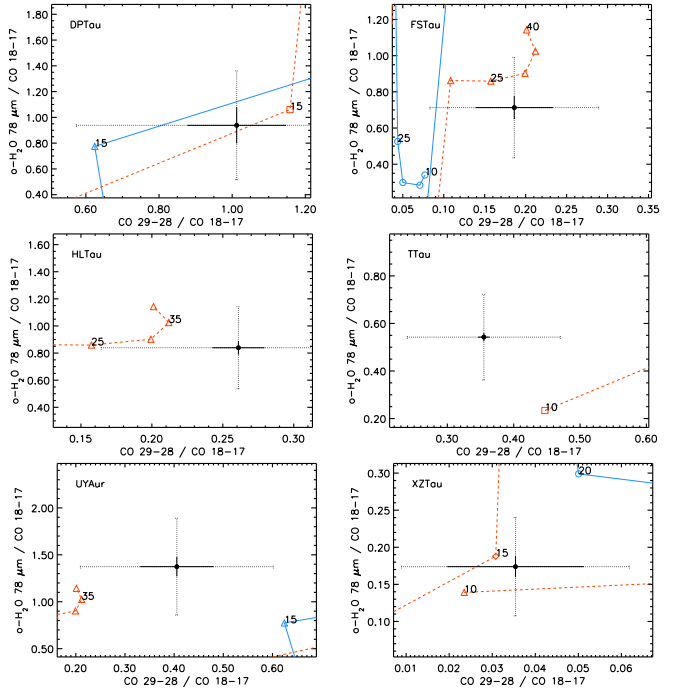 DPTau
o-H2O 78 μm / CO 18-17
1.80
1.60
1.40
1.20
1.00
0.80
0.60
0.40
15
15
0.60 0.80 1.00 1.20
CO 29-28 / CO 18-17
FSTau
o-H2O 78 μm / CO 18-17
1.20
1.00
0.80
0.60
0.40
40
25
25
10
0.05 0.10 0.15 0.20 0.25 0.30 0.35
CO 29-28 / CO 18-17
HLTau
o-H2O 78 μm / CO 18-17
1.60
1.40
1.20
1.00
0.80
0.60
0.40
35
25
0.15 0.20 0.25 0.30
CO 29-28 / CO 18-17
TTau
o-H2O 78 μm / CO 18-17
0.80
0.60
0.40
0.20
10
0.30 0.40 0.50 0.60
CO 29-28 / CO 18-17
UYAur
o-H2O 78 μm / CO 18-17
2.00
1.50
1.00
0.50
35
15
0.20 0.30 0.40 0.50 0.60
CO 29-28 / CO 18-17
XZTau
o-H2O 78 μm / CO 18-17
0.30
0.25
0.20
0.15
0.10
20
15
10
0.01 0.02 0.03 0.04 0.05 0.06
CO 29-28 / CO 18-17